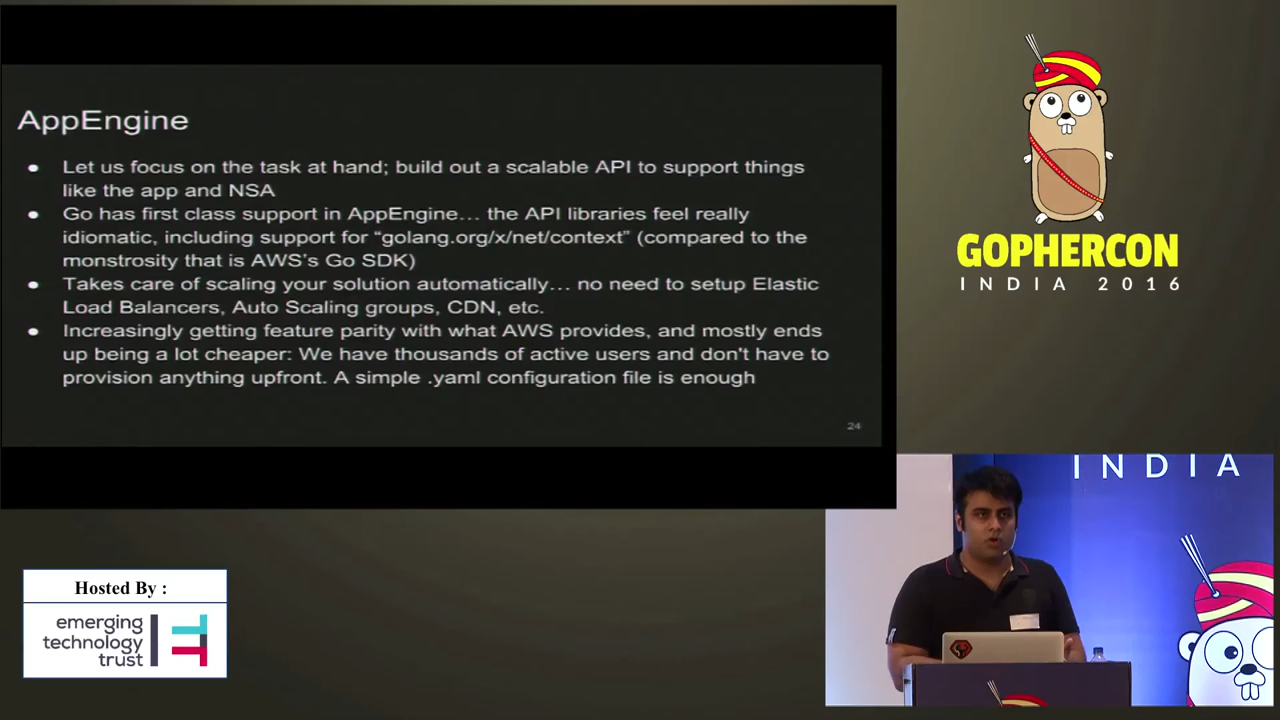 AppEngine
● Let us focus on the task at hand; build out a scalable API to support things
like the app and NSA
● Go has first class support in AppEngine… the API libraries feel really
idiomatic, including support for “golang.org/x/net/context” (compared to the
monstrosity that is AWS's Go SDK)
● Takes care of scaling your solution automatically… no need to setup Elastic
Load Balancers, Auto Scaling groups, CDN, etc.
● Increasingly getting feature parity with what AWS provides, and mostly ends
up being a lot cheaper: We have thousands of active users and don't have to
provision anything upfront. A simple .yaml configuration file is enough
24
GOPHERCON
INDIA 2016
INDIA
Hosted By :
emerging
technology
trust